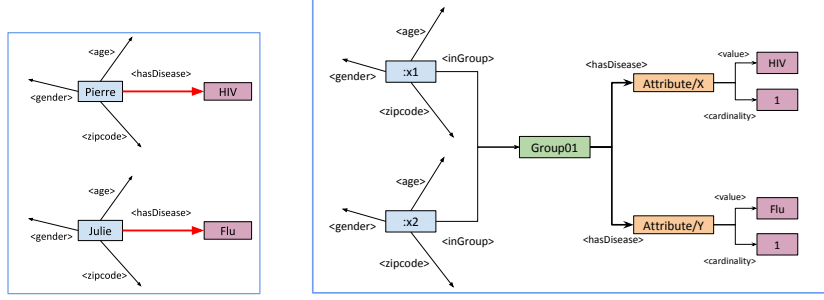 <age>
<hasDisease>
Pierre
HIV
<gender>
<zipcode>
<age>
<hasDisease>
Julie
Flu
<gender>
<zipcode>
<age>
<inGroup>
:x1
<gender>
<zipcode>
<age>
:x2
<gender>
<inGroup>
<zipcode>
Group01
<hasDisease>
Attribute/X
<value>
HIV
1
<cardinality>
<value>
Flu
Attribute/Y
<hasDisease>
1
<cardinality>